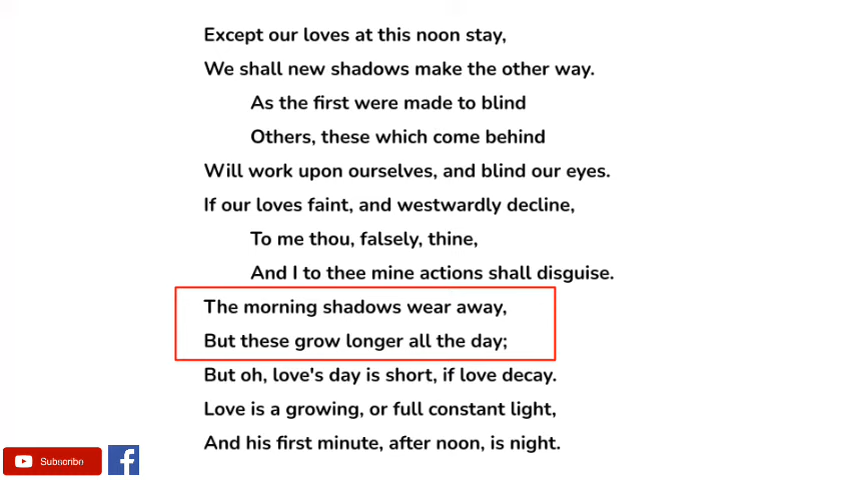 Except our loves at this noon stay,
We shall new shadows make the other way.
As the first were made to blind
Others, these which come behind
Will work upon ourselves, and blind our eyes.
If our loves faint, and westwardly decline,
To me thou, falsely, thine,
And I to thee mine actions shall disguise.
The morning shadows wear away,
But these grow longer all the day;
But oh, love's day is short, if love decay.
Love is a growing, or full constant light,
And his first minute, after noon, is night.
Subscribe